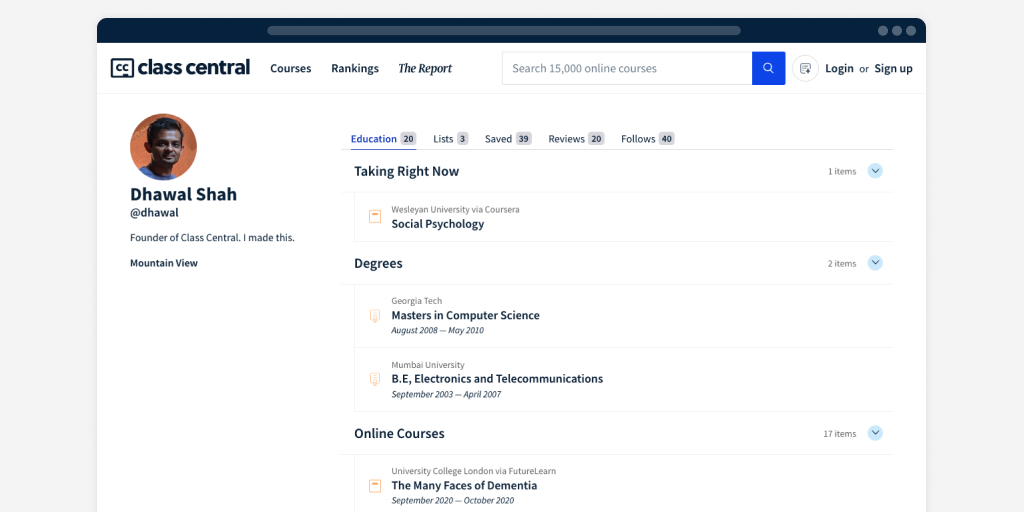 class central
Courses Rankings The Report
Search 15,000 online courses
Login or Sign up
Dhawal Shah
@dhawal
Founder of Class Central. I made this.
Mountain View
Education 20 Lists 3 Saved 39 Reviews 20 Follows 40
Taking Right Now 1 items
Wesleyan University via Coursera
Social Psychology
Degrees 2 items
Georgia Tech
Masters in Computer Science
August 2008 — May 2010
Mumbai University
B.E, Electronics and Telecommunications
September 2003 — April 2007
Online Courses 17 items
University College London via FutureLearn
The Many Faces of Dementia
September 2020 — October 2020